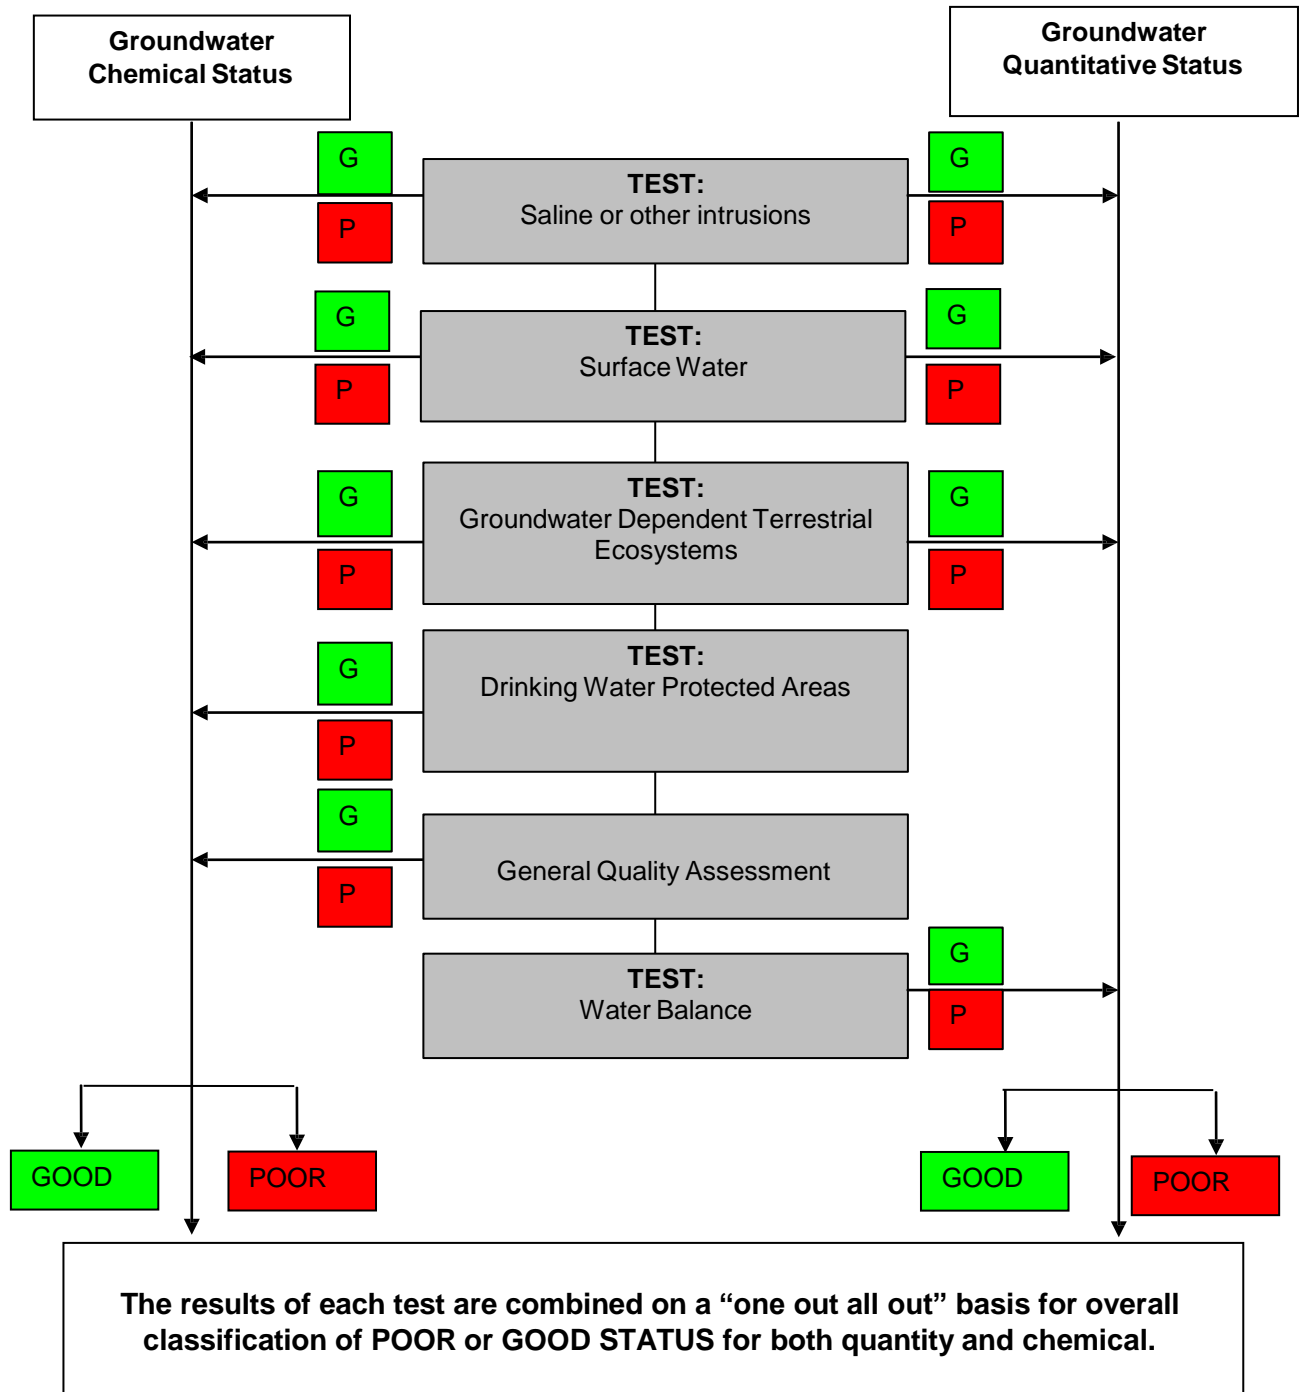 Groundwater
Chemical Status
Groundwater
Quantitative Status
G
P
TEST:
Saline or other intrusions
G
P
G
P
TEST:
Surface Water
G
P
G
P
TEST:
Groundwater Dependent Terrestrial
Ecosystems
G
P
G
P
TEST:
Drinking Water Protected Areas
G
P
General Quality Assessment
TEST:
Water Balance
G
P
GOOD
POOR
GOOD
POOR
The results of each test are combined on a “one out all out” basis for overall
classification of POOR or GOOD STATUS for both quantity and chemical.